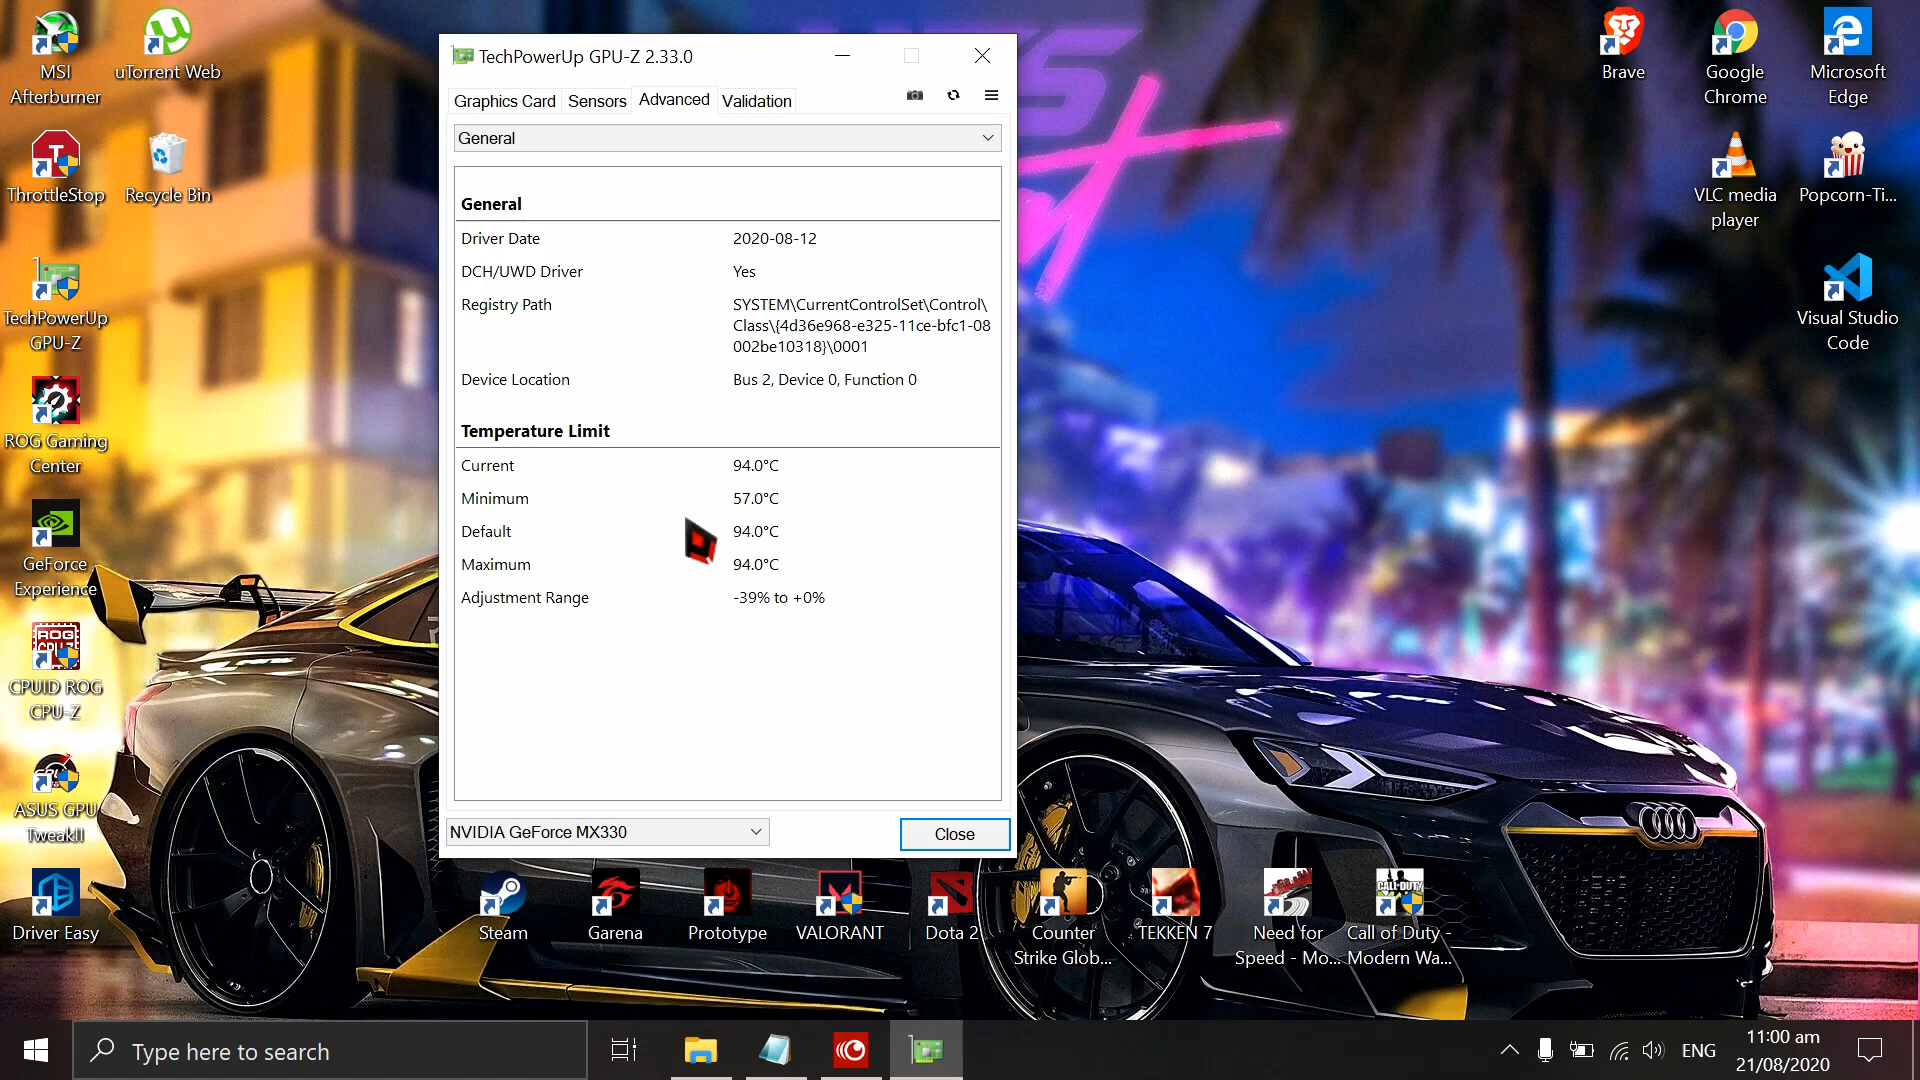 MSI
Afterburner
uTorrent Web
ThrottleStop
Recycle Bin
TechPowerUp
GPU-Z
ROG Gaming
Center
GeForce
Experience
CPUID ROG
CPU-Z
ASUS GPU
TweakII
Driver Easy
TechPowerUp GPU-Z 2.33.0
Graphics Card
Sensors
Advanced
Validation
General
General
Driver Date 2020-08-12
DCH/UWD Driver Yes
Registry Path SYSTEM\CurrentControlSet\Control\
Class\{4d36e968-e325-11ce-bfc1-08
002be10318}\0001
Device Location Bus 2, Device 0, Function 0
Temperature Limit
Current 94.0°C
Minimum 57.0°C
Default 94.0°C
Maximum 94.0°C
Adjustment Range -39% to +0%
NVIDIA GeForce MX330
Close
Brave
Google
Chrome
Microsoft
Edge
VLC media
player
Popcorn-Ti...
Visual Studio
Code
Steam
Garena
Prototype
VALORANT
Dota 2
Counter
Strike Glob...
TEKKEN 7
Need for
Speed - Mo...
Call of Duty -
Modern Wa...
Type here to search
ENG
11:00 am
21/08/2020